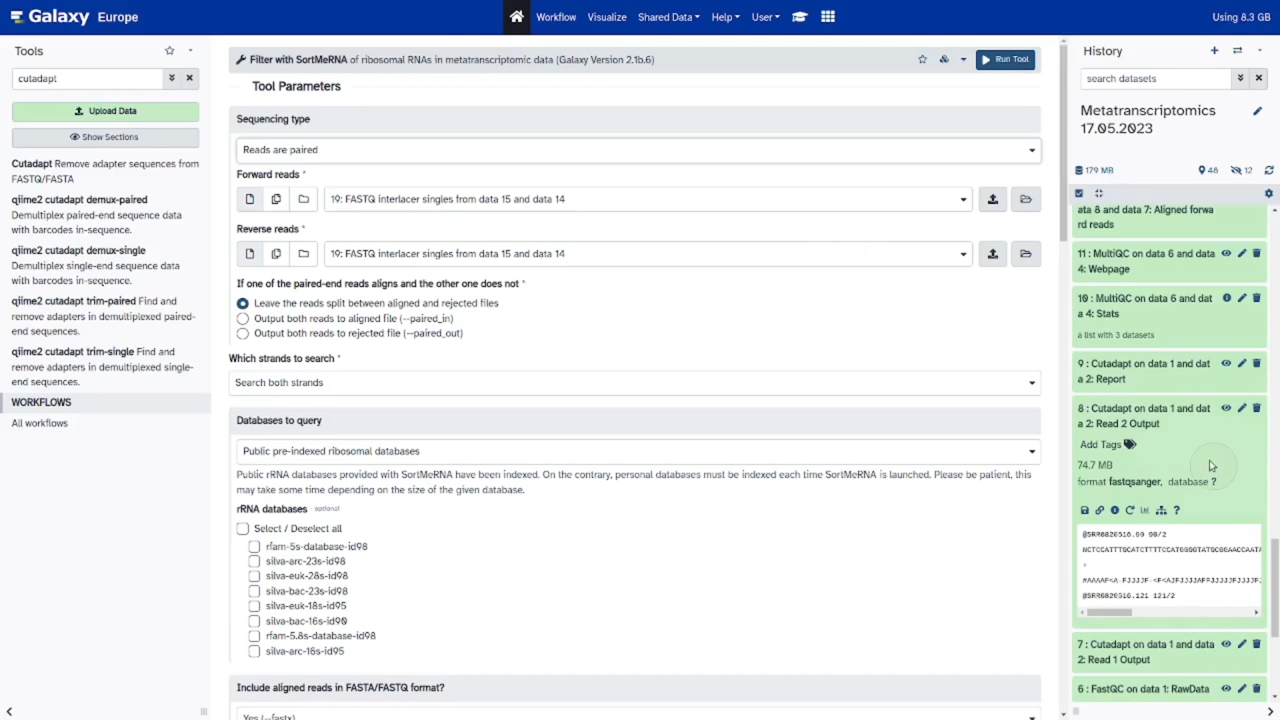 Galaxy Europe
Workflow
Visualize
Shared Data
Help
User
Using 8.3 GB
Tools
cutadapt
Upload Data
Show Sections
Cutadapt Remove adapter sequences from
FASTQ/FASTA
qiime2 cutadapt demux-paired
Demultiplex paired-end sequence data
with barcodes in-sequence.
qiime2 cutadapt demux-single
Demultiplex single-end sequence data
with barcodes in-sequence.
qiime2 cutadapt trim-paired Find and
remove adapters in demultiplexed paired-
end sequences.
qiime2 cutadapt trim-single Find and
remove adapters in demultiplexed single-
end sequences.
WORKFLOWS
All workflows
Filter with SortMeRNA of ribosomal RNAs in metatranscriptomic data (Galaxy Version 2.1b.6)
Run Tool
Tool Parameters
Sequencing type
Reads are paired
Forward reads *
19: FASTQ interlacer singles from data 15 and data 14
Reverse reads *
19: FASTQ interlacer singles from data 15 and data 14
If one of the paired-end reads aligns and the other one does not *
Leave the reads split between aligned and rejected files
Output both reads to aligned file (--paired_in)
Output both reads to rejected file (--paired_out)
Which strands to search *
Search both strands
Databases to query
Public pre-indexed ribosomal databases
Public rRNA databases provided with SortMeRNA have been indexed. On the contrary, personal databases must be indexed each time SortMeRNA is launched. Please be patient, this
may take some time depending on the size of the given database.
rRNA databases - optional
Select / Deselect all
rfam-5s-database-id98
silva-arc-23s-id98
silva-euk-28s-id98
silva-bac-23s-id98
silva-euk-18s-id95
silva-bac-16s-id90
rfam-5.8s-database-id98
silva-arc-16s-id95
Include aligned reads in FASTA/FASTQ format?
Yes (--fastx)
History
search datasets
Metatranscriptomics
17.05.2023
179 MB
46
12
ata 8 and data 7: Aligned forwa
rd reads
11 : MultiQC on data 6 and data
4: Webpage
10 : MultiQC on data 6 and dat
a 4: Stats
a list with 3 datasets
9 : Cutadapt on data 1 and dat
a 2: Report
8 : Cutadapt on data 1 and dat
a 2: Read 2 Output
Add Tags
74.7 MB
format fastqsanger, database ?
@SRR6820516.99 99/2
+
@SRR6820516.121 121/2
7 : Cutadapt on data 1 and data
2: Read 1 Output
6 : FastQC on data 1: RawData